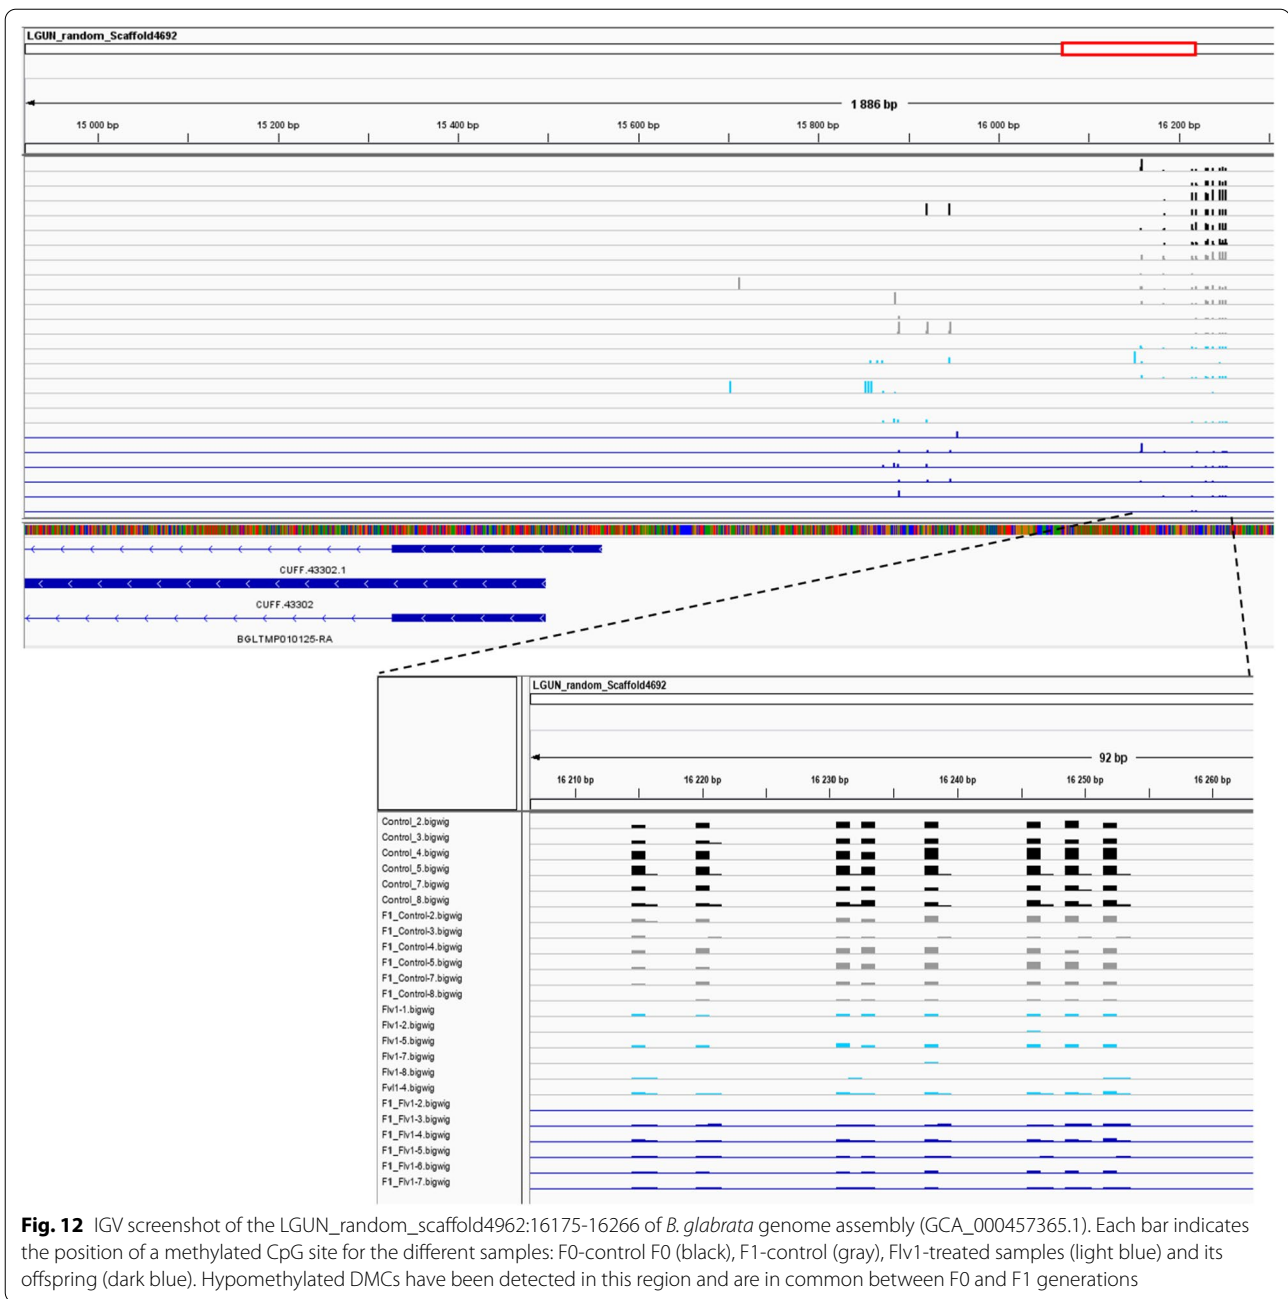 LGUN_random_Scaffold4692
1 886 bp
15 000 bp 15 200 bp 15 400 bp 15 600 bp 15 800 bp 16 000 bp 16 200 bp
CUFF.43302.1
CUFF.43302
BGLTMP010125-RA
LGUN_random_Scaffold4692
92 bp
16 210 bp 16 220 bp 16 230 bp 16 240 bp 16 250 bp 16 260 bp
Control_2.bigwig
Control_3.bigwig
Control_4.bigwig
Control_5.bigwig
Control_7.bigwig
Control_8.bigwig
F1_Control-2.bigwig
F1_Control-3.bigwig
F1_Control-4.bigwig
F1_Control-5.bigwig
F1_Control-7.bigwig
F1_Control-8.bigwig
Flv1-1.bigwig
Flv1-2.bigwig
Flv1-5.bigwig
Flv1-7.bigwig
Flv1-8.bigwig
Fvl1-4.bigwig
F1_Flv1-2.bigwig
F1_Flv1-3.bigwig
F1_Flv1-4.bigwig
F1_Flv1-5.bigwig
F1_Flv1-6.bigwig
F1_Flv1-7.bigwig
Fig. 12 IGV screenshot of the LGUN_random_scaffold4962:16175-16266 of B. glabrata genome assembly (GCA_000457365.1). Each bar indicates
the position of a methylated CpG site for the different samples: F0-control F0 (black), F1-control (gray), Flv1-treated samples (light blue) and its
offspring (dark blue). Hypomethylated DMCs have been detected in this region and are in common between F0 and F1 generations